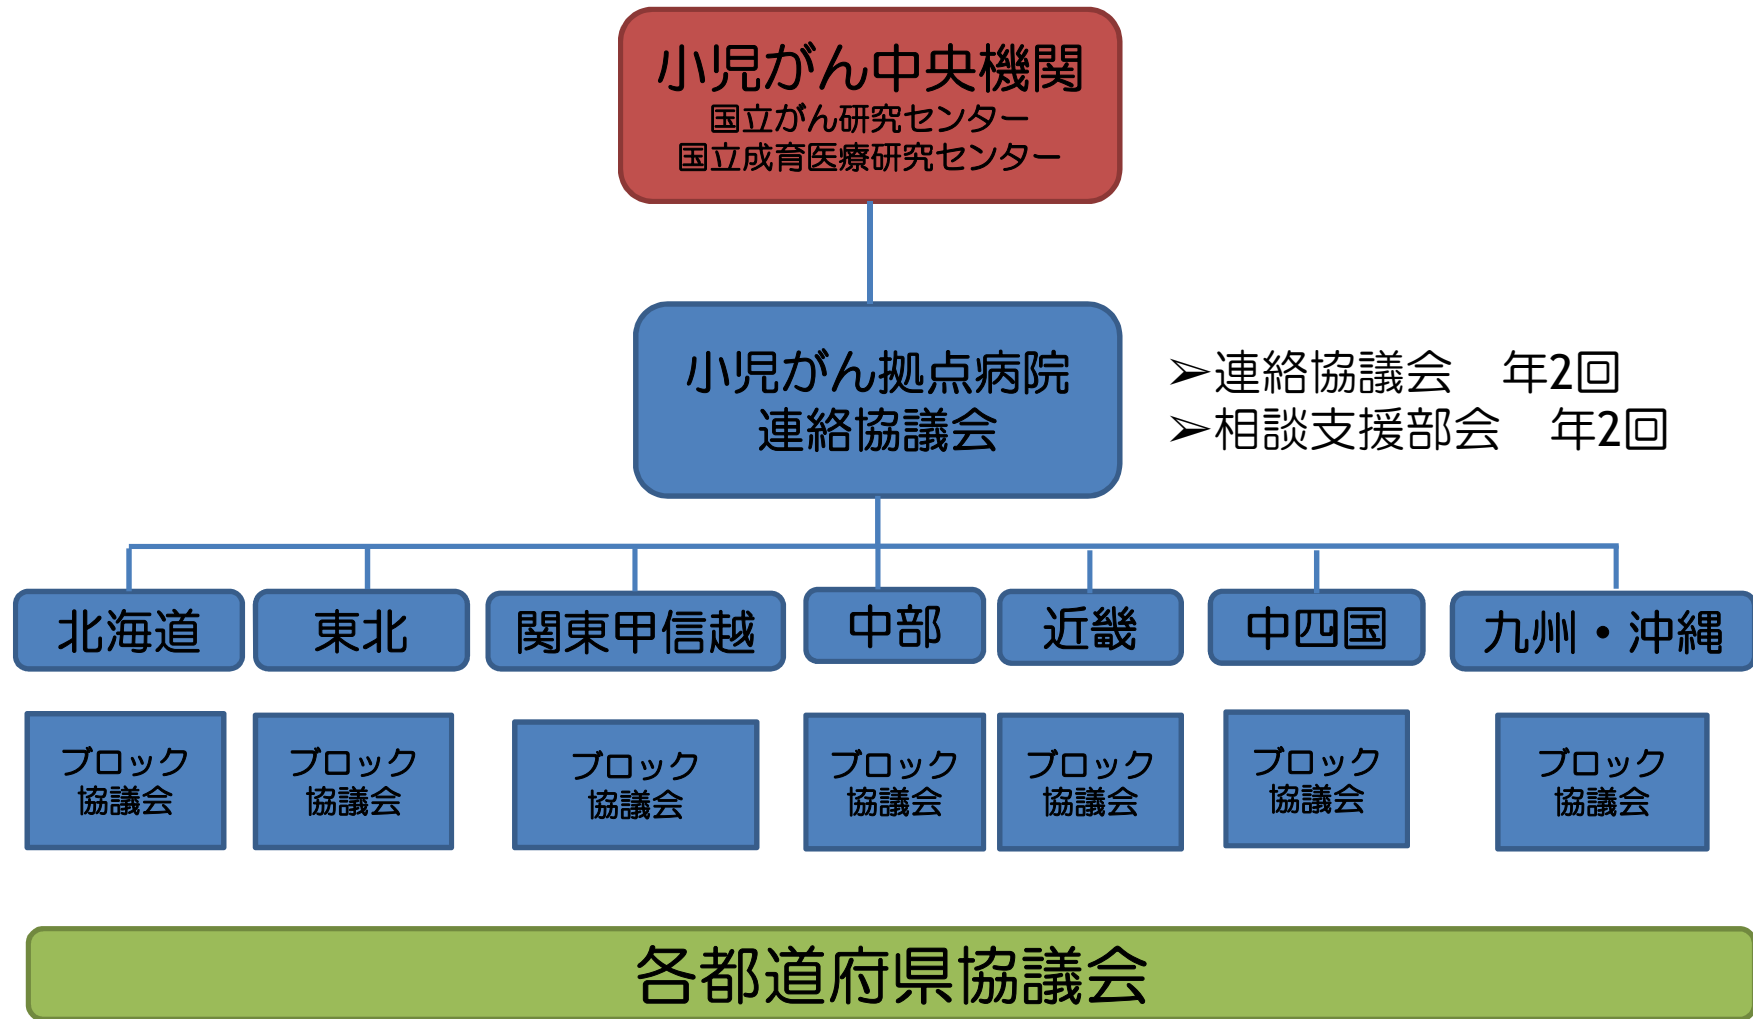 小児がん中央機関
国立がん研究センター
国立成育医療研究センター
小児がん拠点病院
連絡協議会
➢連絡協議会　年2回
➢相談支援部会　年2回
北海道
東北
関東甲信越
中部
近畿
中四国
九州・沖縄
ブロック
協議会
ブロック
協議会
ブロック
協議会
ブロック
協議会
ブロック
協議会
ブロック
協議会
ブロック
協議会
各都道府県協議会